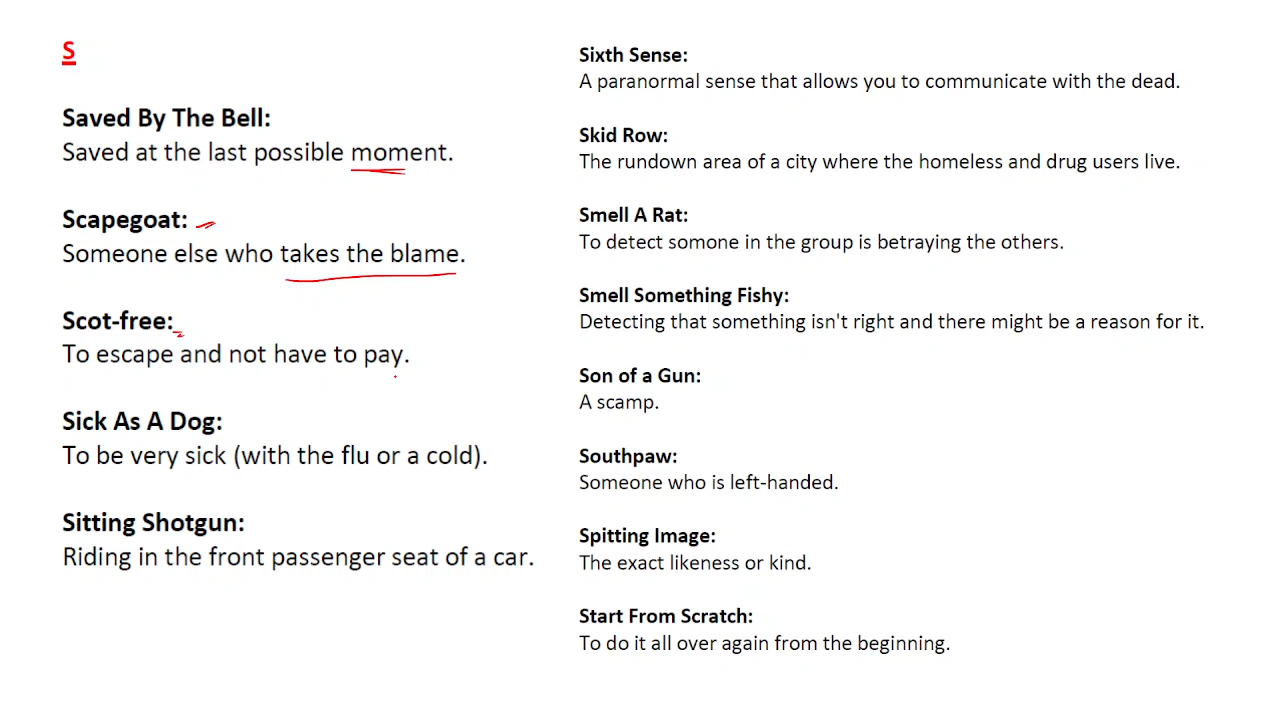 S
Saved By The Bell:
Saved at the last possible moment.
Scapegoat:
Someone else who takes the blame.
Scot-free:
To escape and not have to pay.
Sick As A Dog:
To be very sick (with the flu or a cold).
Sitting Shotgun:
Riding in the front passenger seat of a car.
Sixth Sense:
A paranormal sense that allows you to communicate with the dead.
Skid Row:
The rundown area of a city where the homeless and drug users live.
Smell A Rat:
To detect somone in the group is betraying the others.
Smell Something Fishy:
Detecting that something isn't right and there might be a reason for it.
Son of a Gun:
A scamp.
Southpaw:
Someone who is left-handed.
Spitting Image:
The exact likeness or kind.
Start From Scratch:
To do it all over again from the beginning.